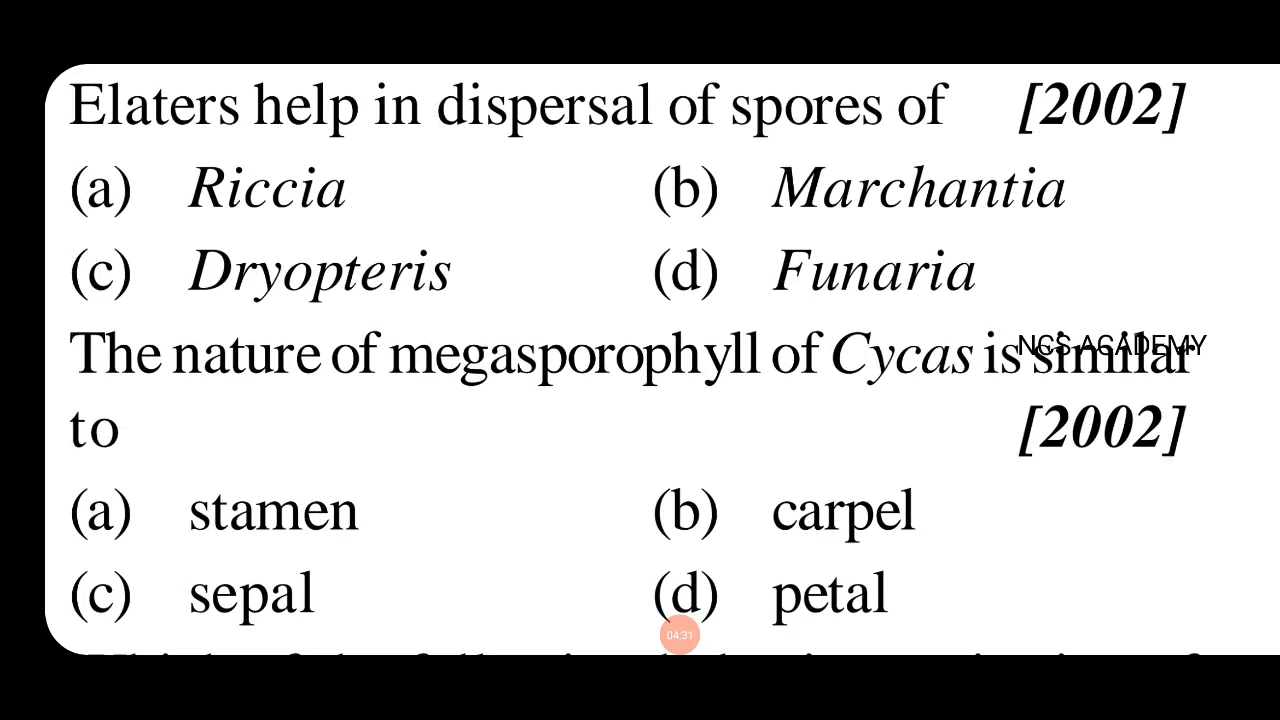 Elaters help in dispersal of spores of [2002]
(a) Riccia (b) Marchantia
(c) Dryopteris (d) Funaria
The nature of megasporophyll of Cycas is similar
NCS ACADEMY
to [2002]
(a) stamen (b) carpel
(c) sepal (d) petal
04:31